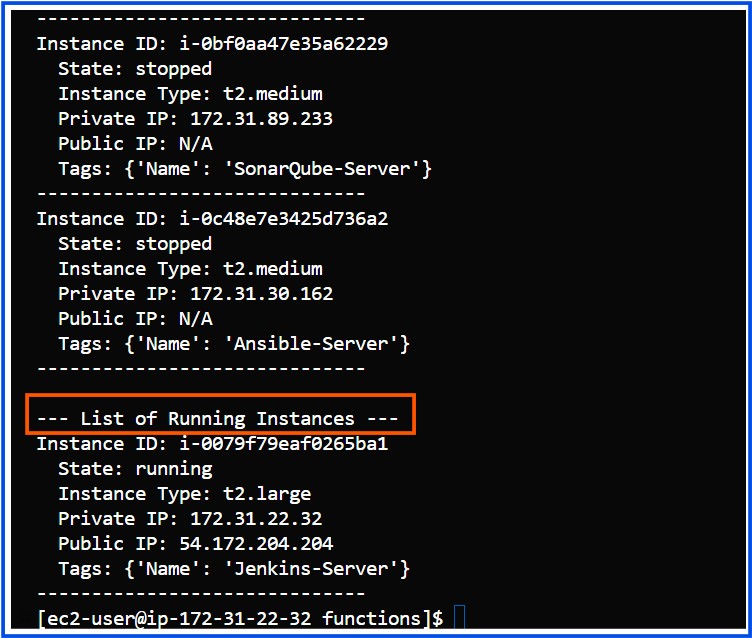 ------------------------------
Instance ID: i-0bf0aa47e35a62229
  State: stopped
  Instance Type: t2.medium
  Private IP: 172.31.89.233
  Public IP: N/A
  Tags: {'Name': 'SonarQube-Server'}
------------------------------
Instance ID: i-0c48e7e3425d736a2
  State: stopped
  Instance Type: t2.medium
  Private IP: 172.31.30.162
  Public IP: N/A
  Tags: {'Name': 'Ansible-Server'}
------------------------------
--- List of Running Instances ---
Instance ID: i-0079f79eaf0265ba1
  State: running
  Instance Type: t2.large
  Private IP: 172.31.22.32
  Public IP: 54.172.204.204
  Tags: {'Name': 'Jenkins-Server'}
------------------------------
[ec2-user@ip-172-31-22-32 functions]$